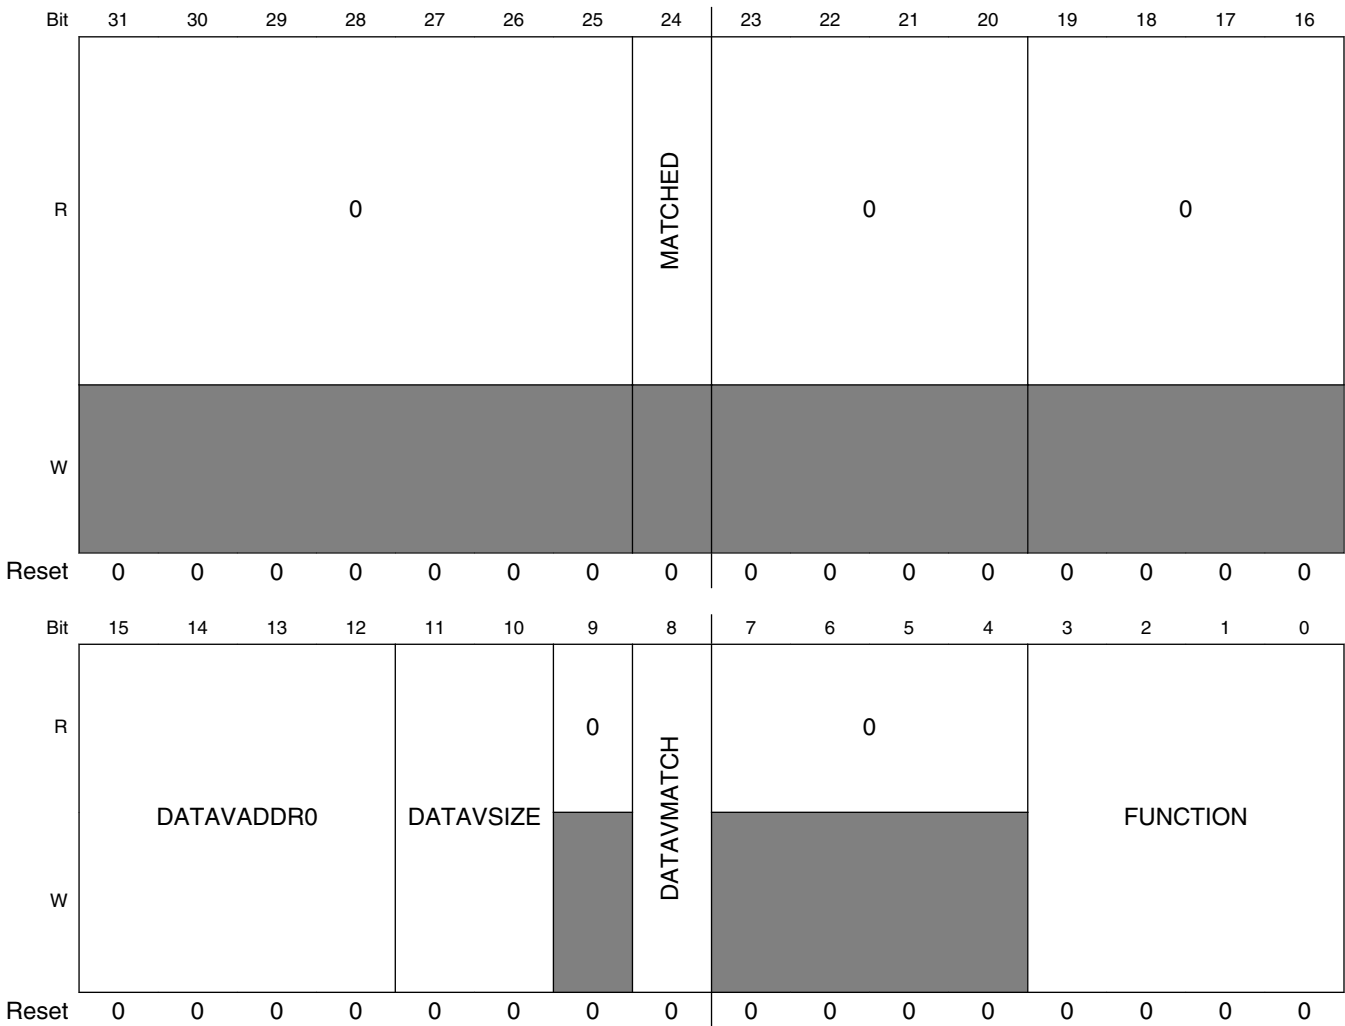 Bit 31 30 29 28 27 26 25 24 23 22 21 20 19 18 17 16
R 0 MATCHED 0 0
W
Reset 0 0 0 0 0 0 0 0 0 0 0 0 0 0 0 0
Bit 15 14 13 12 11 10 9 8 7 6 5 4 3 2 1 0
R 0 0
DATAVADDR0 DATAVSIZE DATAVMATCH FUNCTION
W
Reset 0 0 0 0 0 0 0 0 0 0 0 0 0 0 0 0